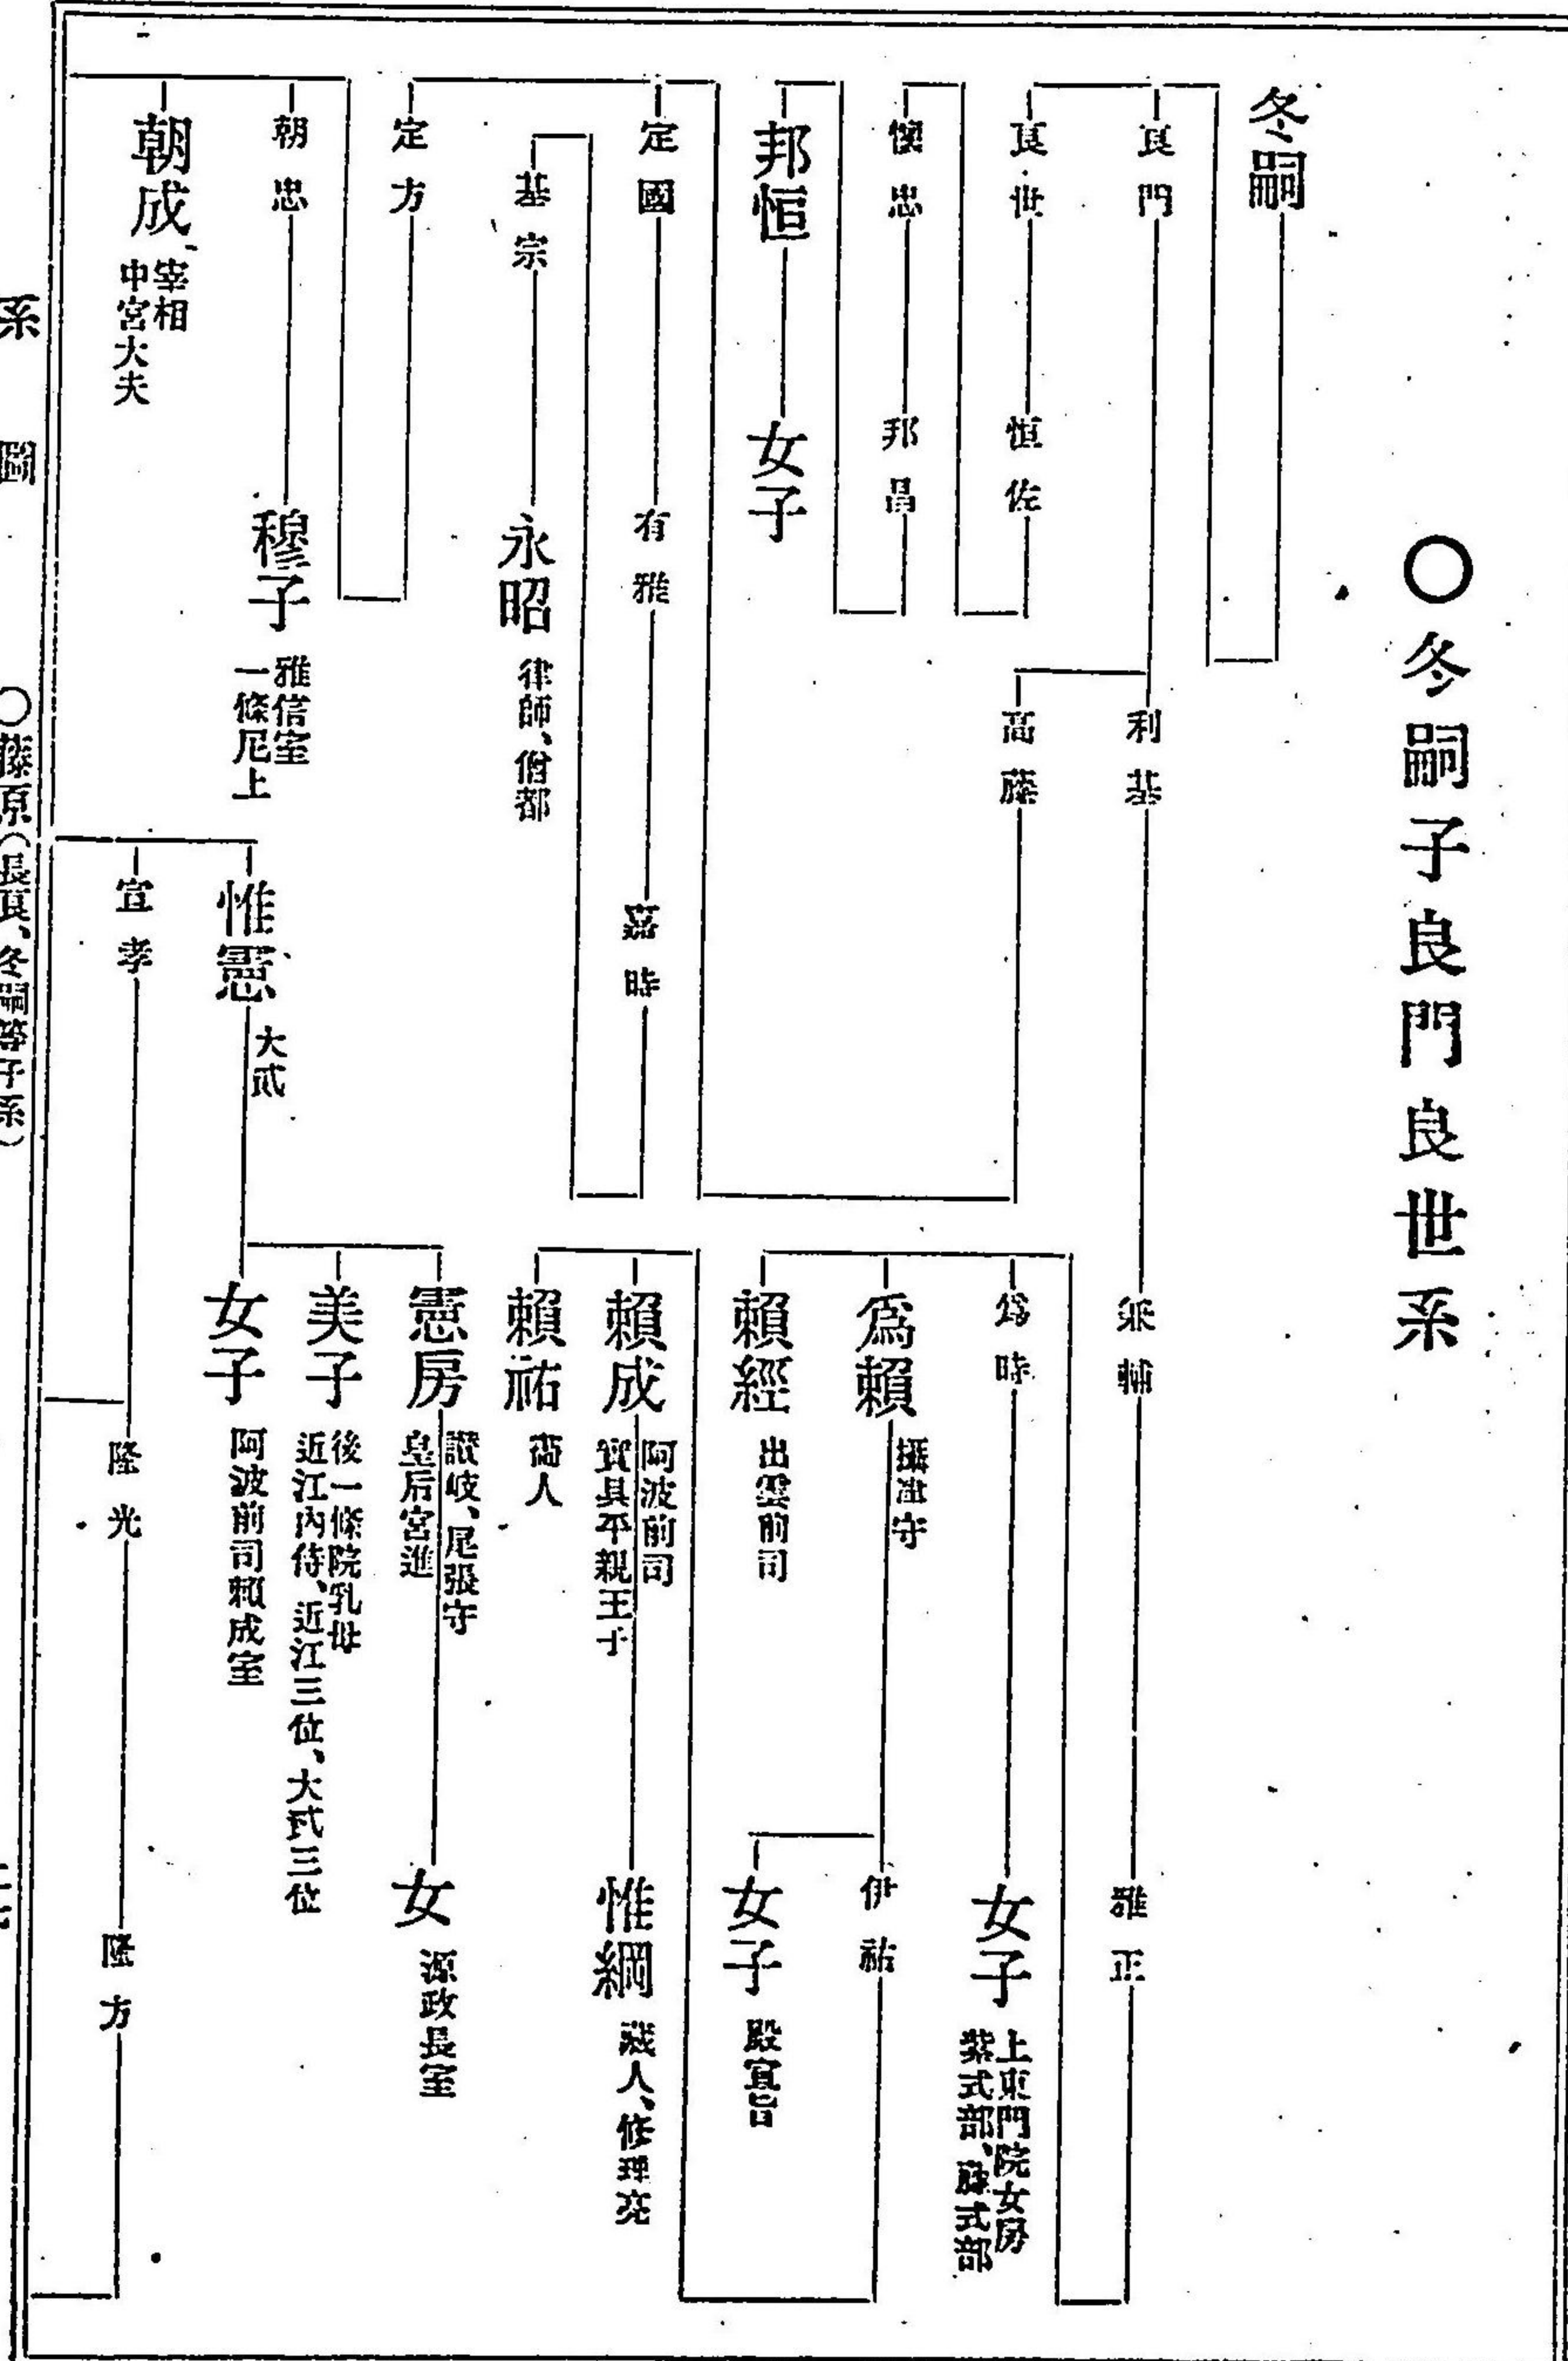 〇冬嗣子良門良世系
冬嗣
良門
利基
兼輔
雅正
爲時
女子
上東門院女房
紫式部、藤式部
爲賴
攝津守
伊祐
女子
殿宣旨
賴經
出雲前司
賴成
阿波前司
實具平親王子
惟綱
藏人、修理亮
賴祐
高藤
良世
恒佐
懷忠
邦昌
邦恒
女子
定國
有雅
嘉時
基宗
永昭
律師、僧都
定方
朝忠
穆子
雅信室
一條尼上
朝成
宰相
中宮大夫
惟憲
大貳
憲房
讃岐、尾張守
皇后宮進
女
源政長室
美子
後一條院乳母
近江內侍、近江三位、大貳三位
女子
阿波前司賴成室
宣孝
隆光
隆方
系圖
〇藤原(長良、冬嗣等子系)